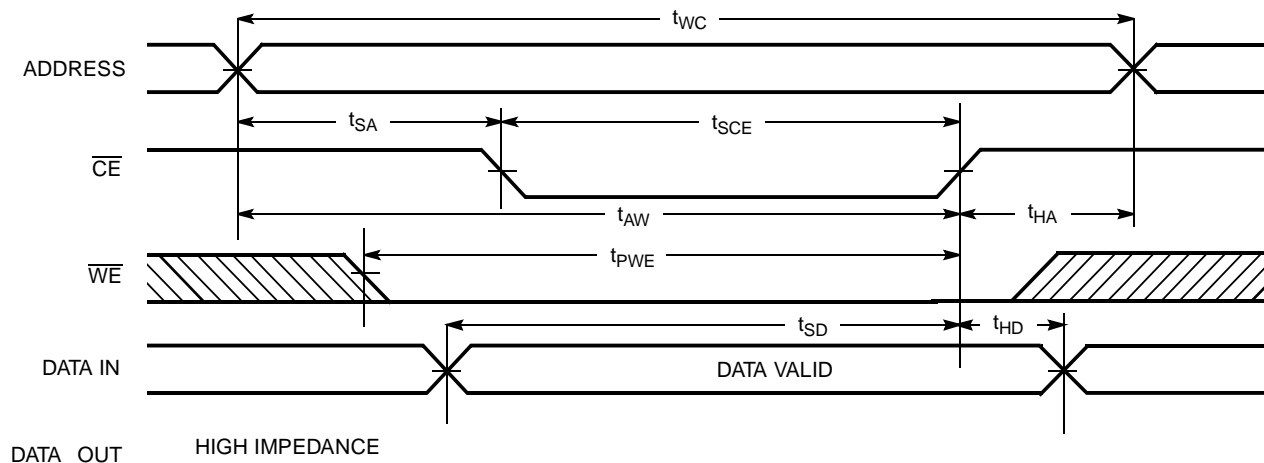 tWC
ADDRESS
tSA
tSCE
CE
tAW
tHA
WE
tPWE
tSD
tHD
DATA IN
DATA VALID
DATA OUT
HIGH IMPEDANCE